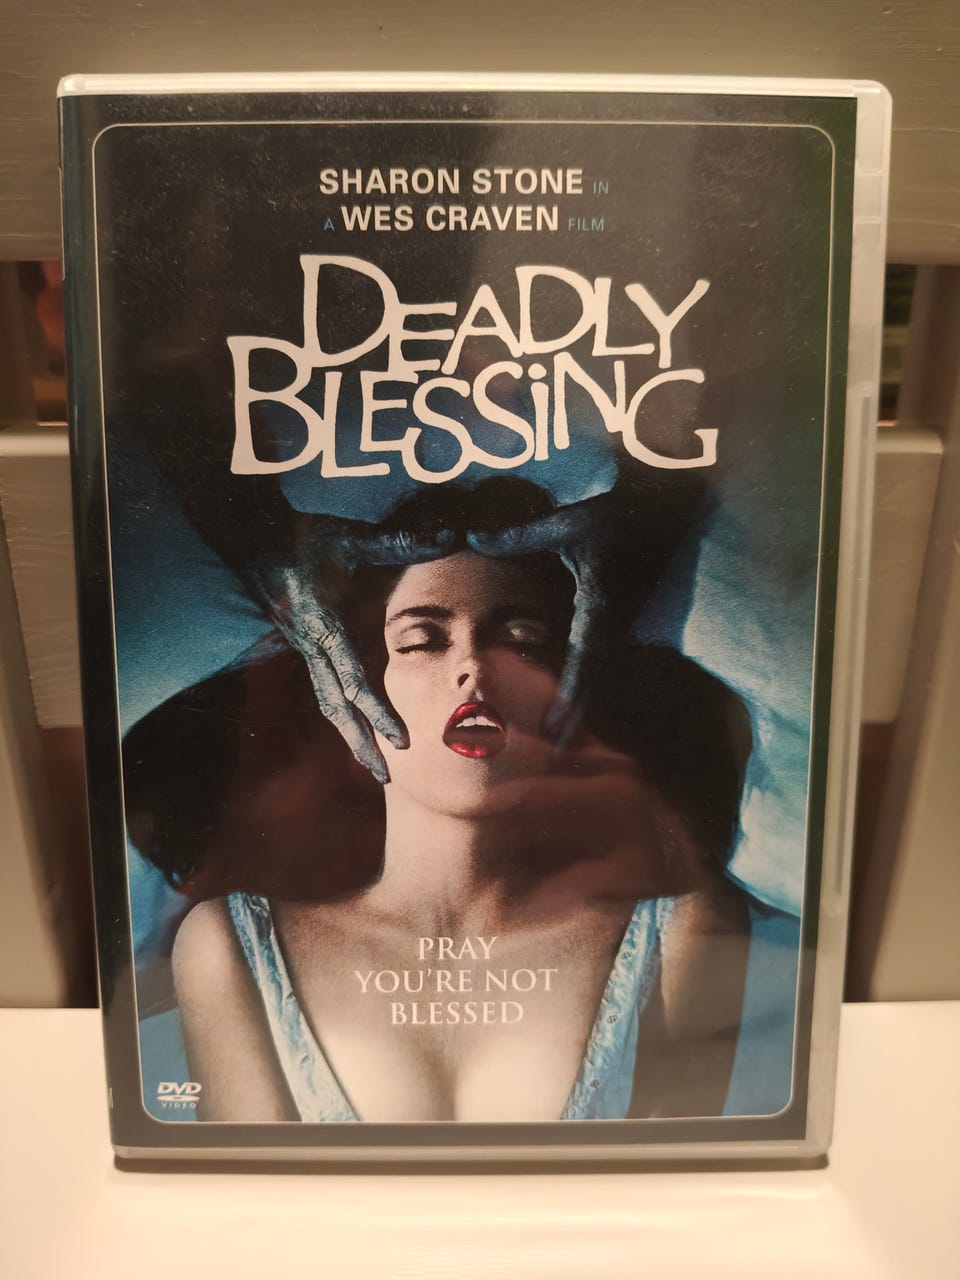 SHARON STONE IN
A WES CRAVEN FILM
DEADLY
BLESSiNG
PRAY
YOU'RE NOT
BLESSED
DVD
VIDEO